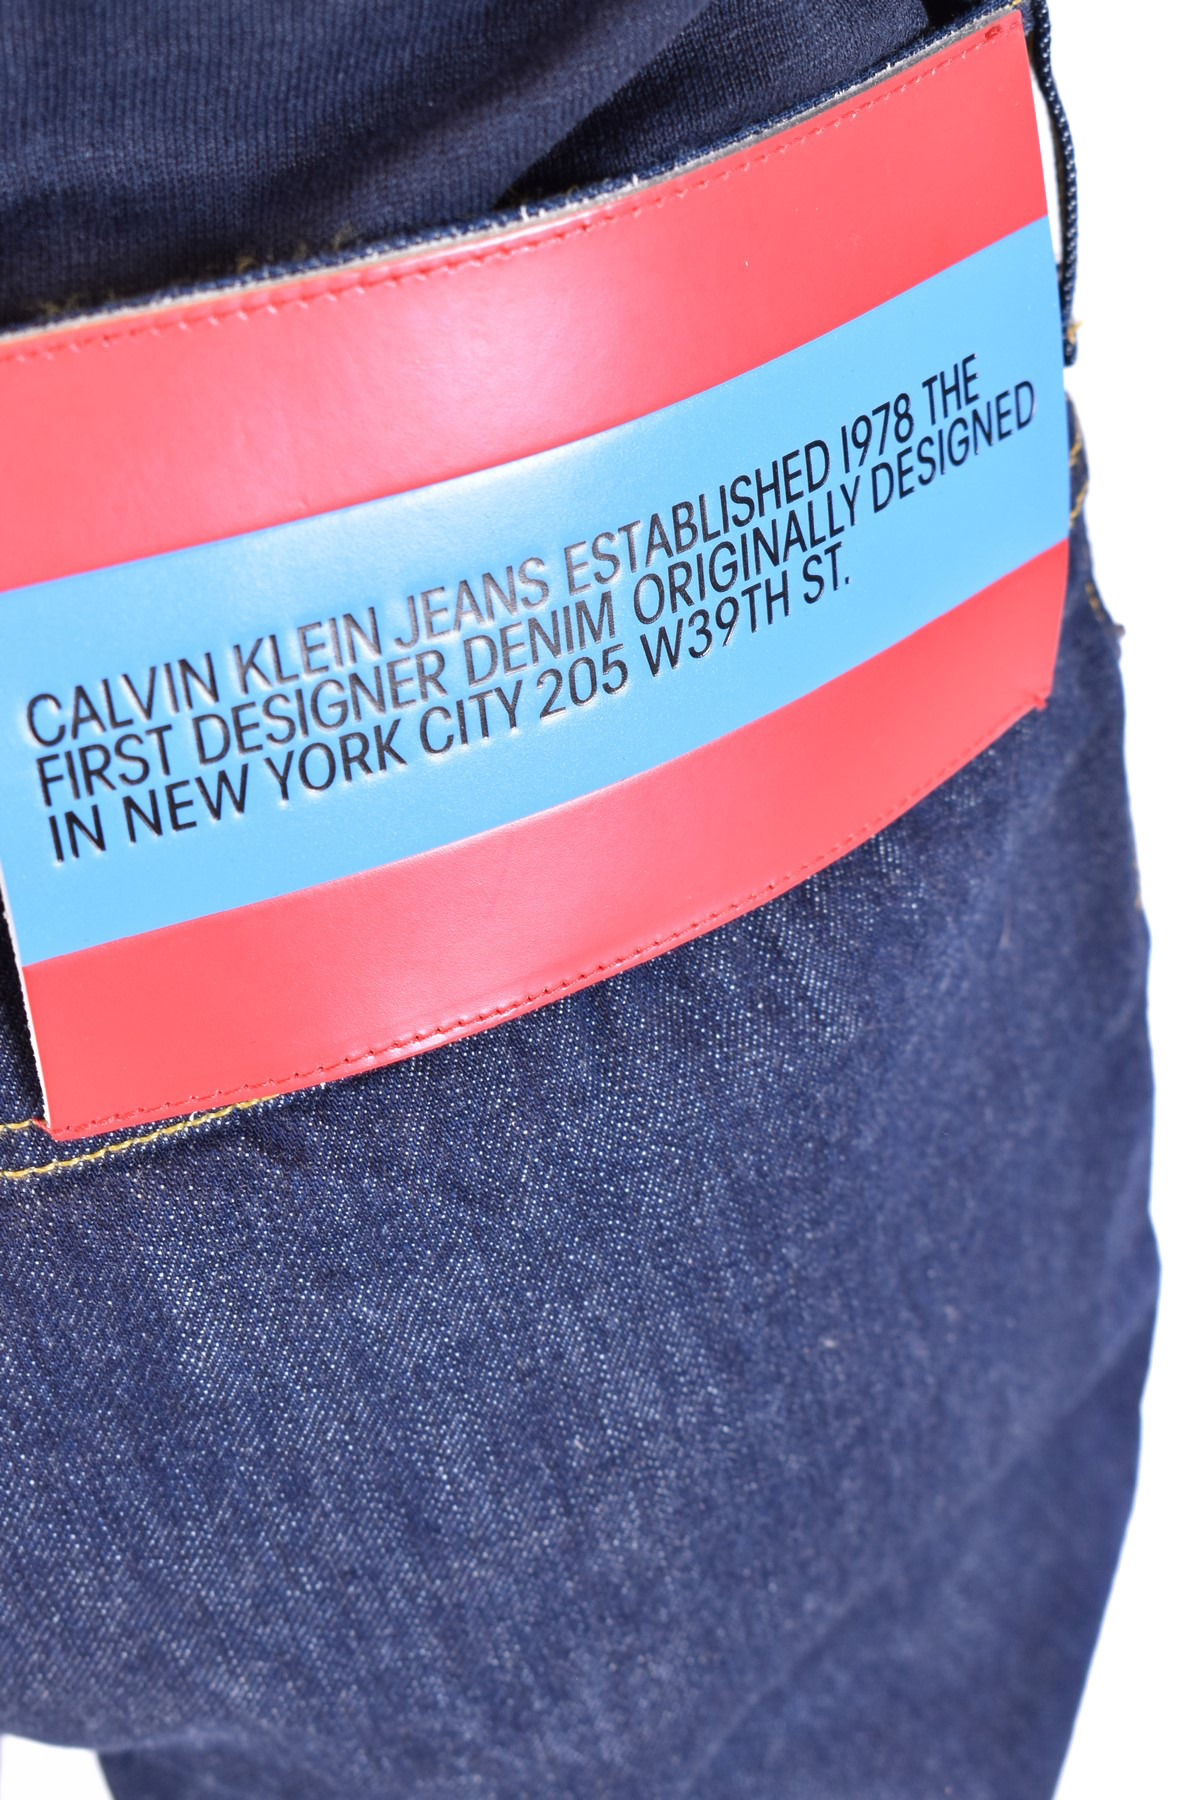 CALVIN KLEIN JEANS ESTABLISHED 1978 THE
FIRST DESIGNER DENIM ORIGINALLY DESIGNED
IN NEW YORK CITY 205 W39TH ST.